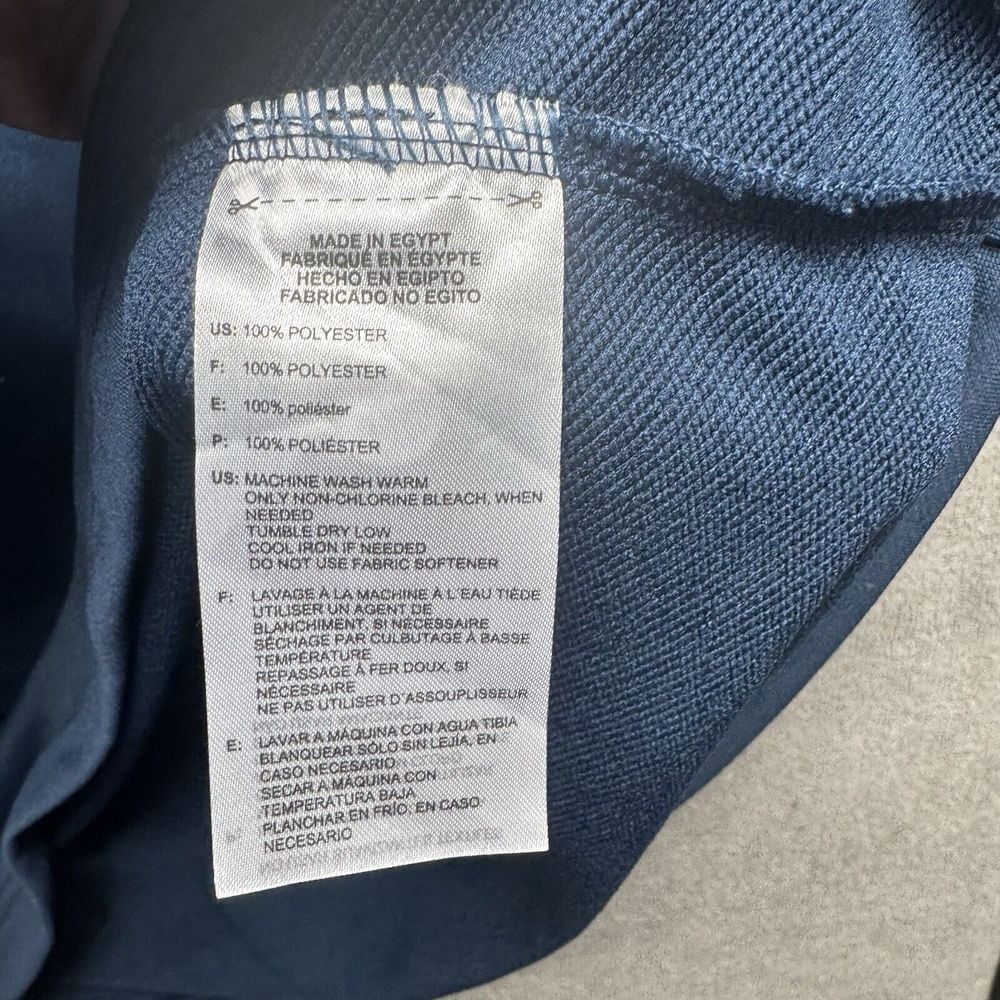 MADE IN EGYPT
FABRIQUÉ EN ÉGYPTE
HECHO EN EGIPTO
FABRICADO NO EGITO
US: 100% POLYESTER
F: 100% POLYESTER
E: 100% poliéster
P: 100% POLIÉSTER
US: MACHINE WASH WARM
ONLY NON-CHLORINE BLEACH, WHEN
NEEDED
TUMBLE DRY LOW
COOL IRON IF NEEDED
DO NOT USE FABRIC SOFTENER
F: LAVAGE À LA MACHINE À L'EAU TIÈDE
UTILISER UN AGENT DE
BLANCHIMENT, SI NÉCESSAIRE
SÉCHAGE PAR CULBUTAGE À BASSE
TEMPÉRATURE
REPASSAGE À FER DOUX, SI
NÉCESSAIRE
NE PAS UTILISER D'ASSOUPLISSEUR
E: LAVAR A MÁQUINA CON AGUA TIBIA
BLANQUEAR SÓLO SIN LEJÍA, EN
CASO NECESARIO
SECAR A MÁQUINA CON
TEMPERATURA BAJA
PLANCHAR EN FRÍO, EN CASO
NECESARIO